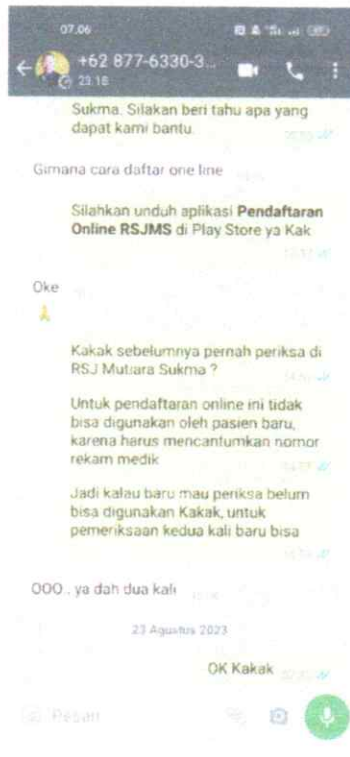 07.06
+62 877-6330-3...
23.18
Sukma. Silakan beri tahu apa yang
dapat kami bantu.
Gimana cara daftar one line
Silahkan unduh aplikasi Pendaftaran
Online RSJMS di Play Store ya Kak
Oke
Kakak sebelumnya pernah periksa di
RSJ Mutiara Sukma ?
Untuk pendaftaran online ini tidak
bisa digunakan oleh pasien baru,
karena harus mencantumkan nomor
rekam medik
Jadi kalau baru mau periksa belum
bisa digunakan Kakak, untuk
pemeriksaan kedua kali baru bisa
OOO.. ya dah dua kali
23 Agustus 2023
OK Kakak
Pesan